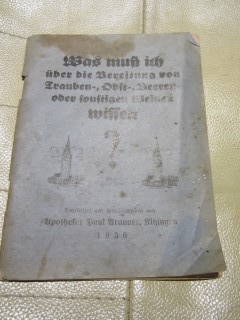 Was muß ich
über die Bereitung von
Trauben-, Obst-, Beeren-
oder sonstigen Weinen
wissen
?
Apotheker Paul
1936